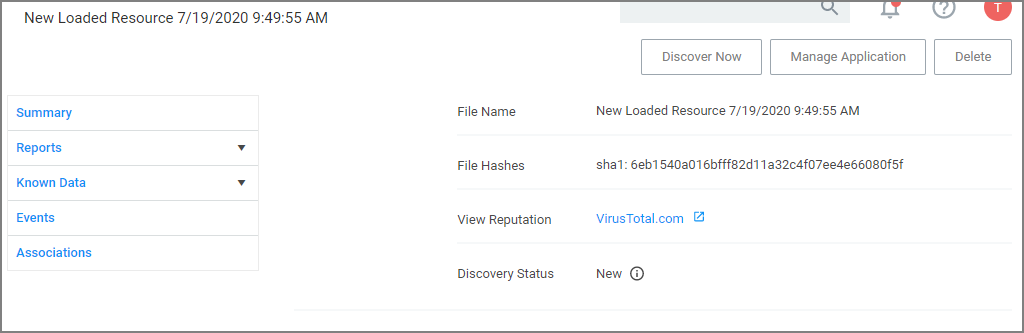 New Loaded Resource 7/19/2020 9:49:55 AM
T
Discover Now
Manage Application
Delete
Summary
Reports
Known Data
Events
Associations
File Name New Loaded Resource 7/19/2020 9:49:55 AM
File Hashes sha1: 6eb1540a016bfff82d11a32c4f07ee4e66080f5f
View Reputation VirusTotal.com
Discovery Status New